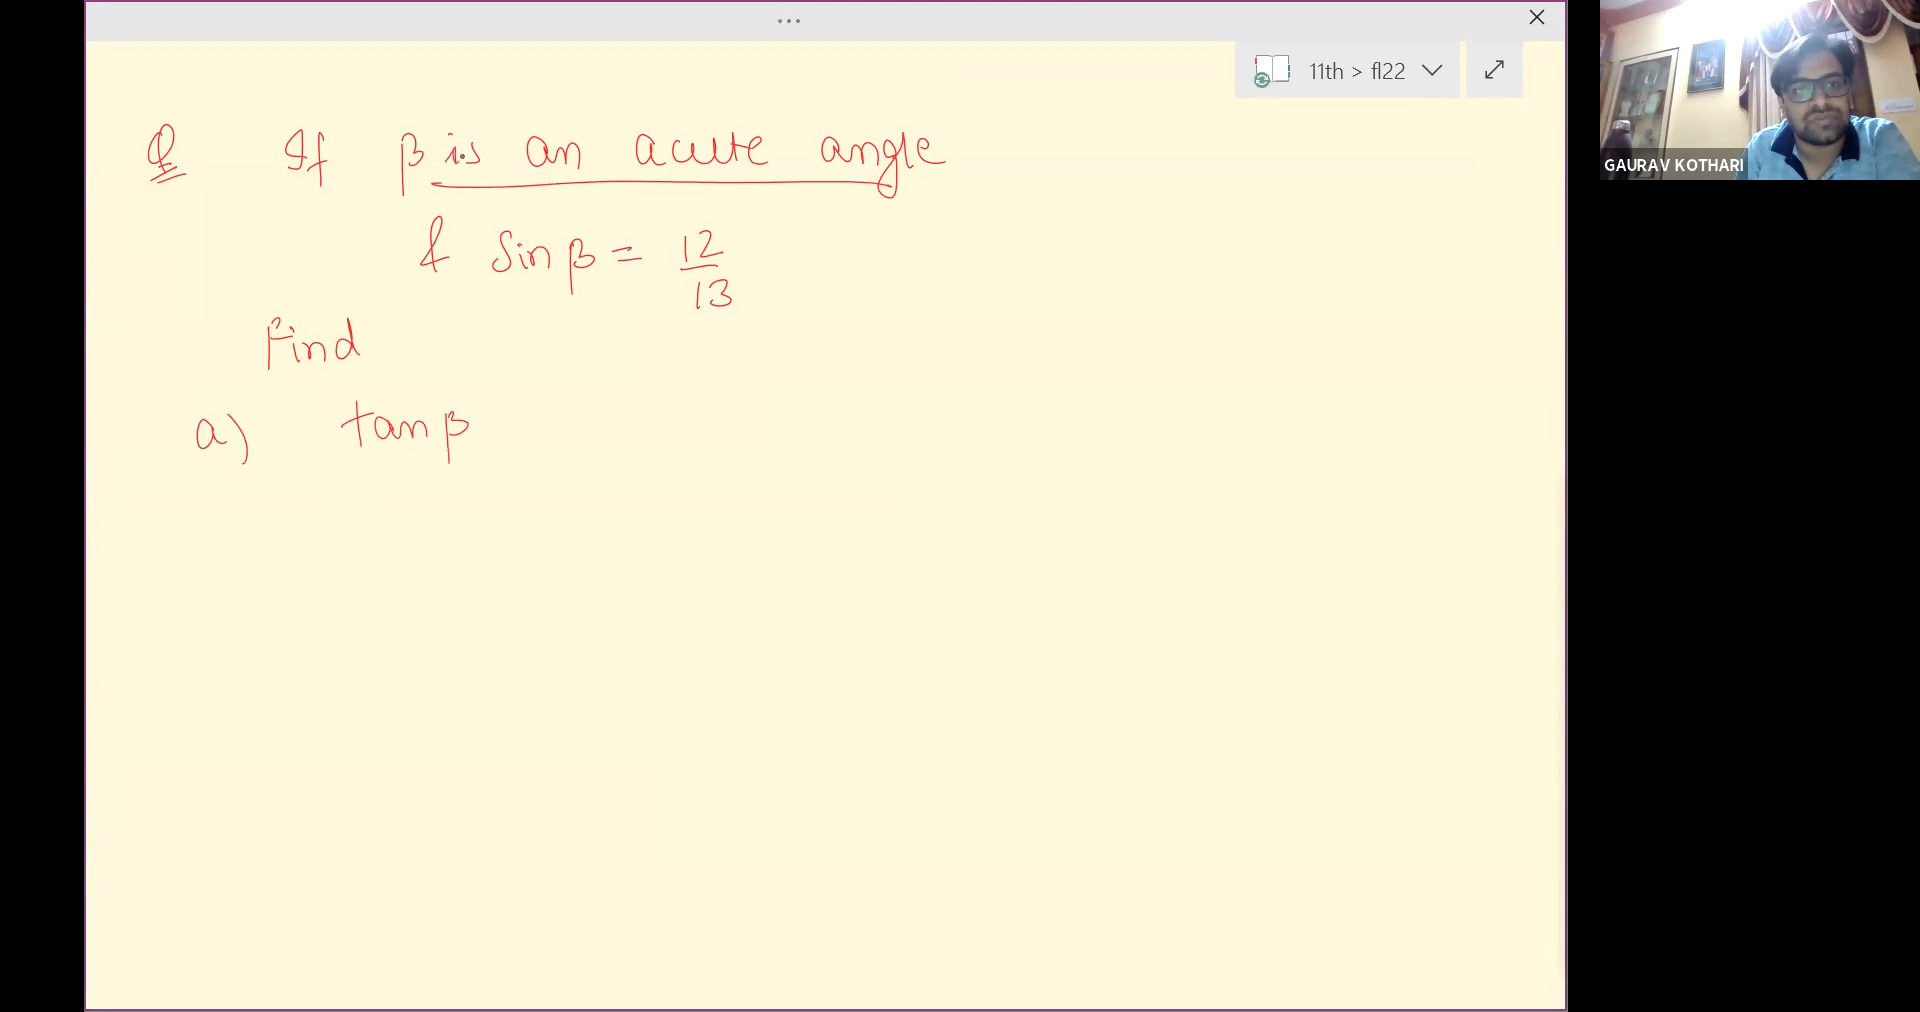 11th > fl22
Q If β is an acute angle
& Sin β = 12/13
Find
a) tan β
GAURAV KOTHARI